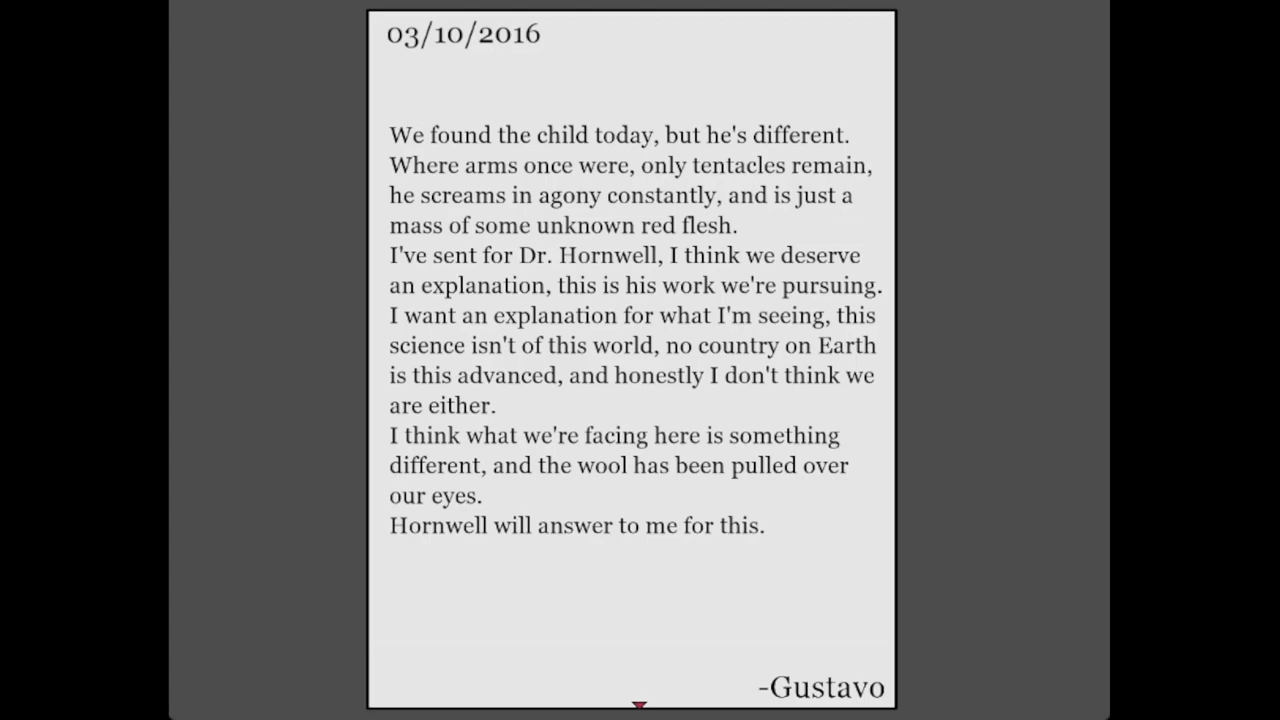 03/10/2016
We found the child today, but he's different.
Where arms once were, only tentacles remain,
he screams in agony constantly, and is just a
mass of some unknown red flesh.
I've sent for Dr. Hornwell, I think we deserve
an explanation, this is his work we're pursuing.
I want an explanation for what I'm seeing, this
science isn't of this world, no country on Earth
is this advanced, and honestly I don't think we
are either.
I think what we're facing here is something
different, and the wool has been pulled over
our eyes.
Hornwell will answer to me for this.
-Gustavo